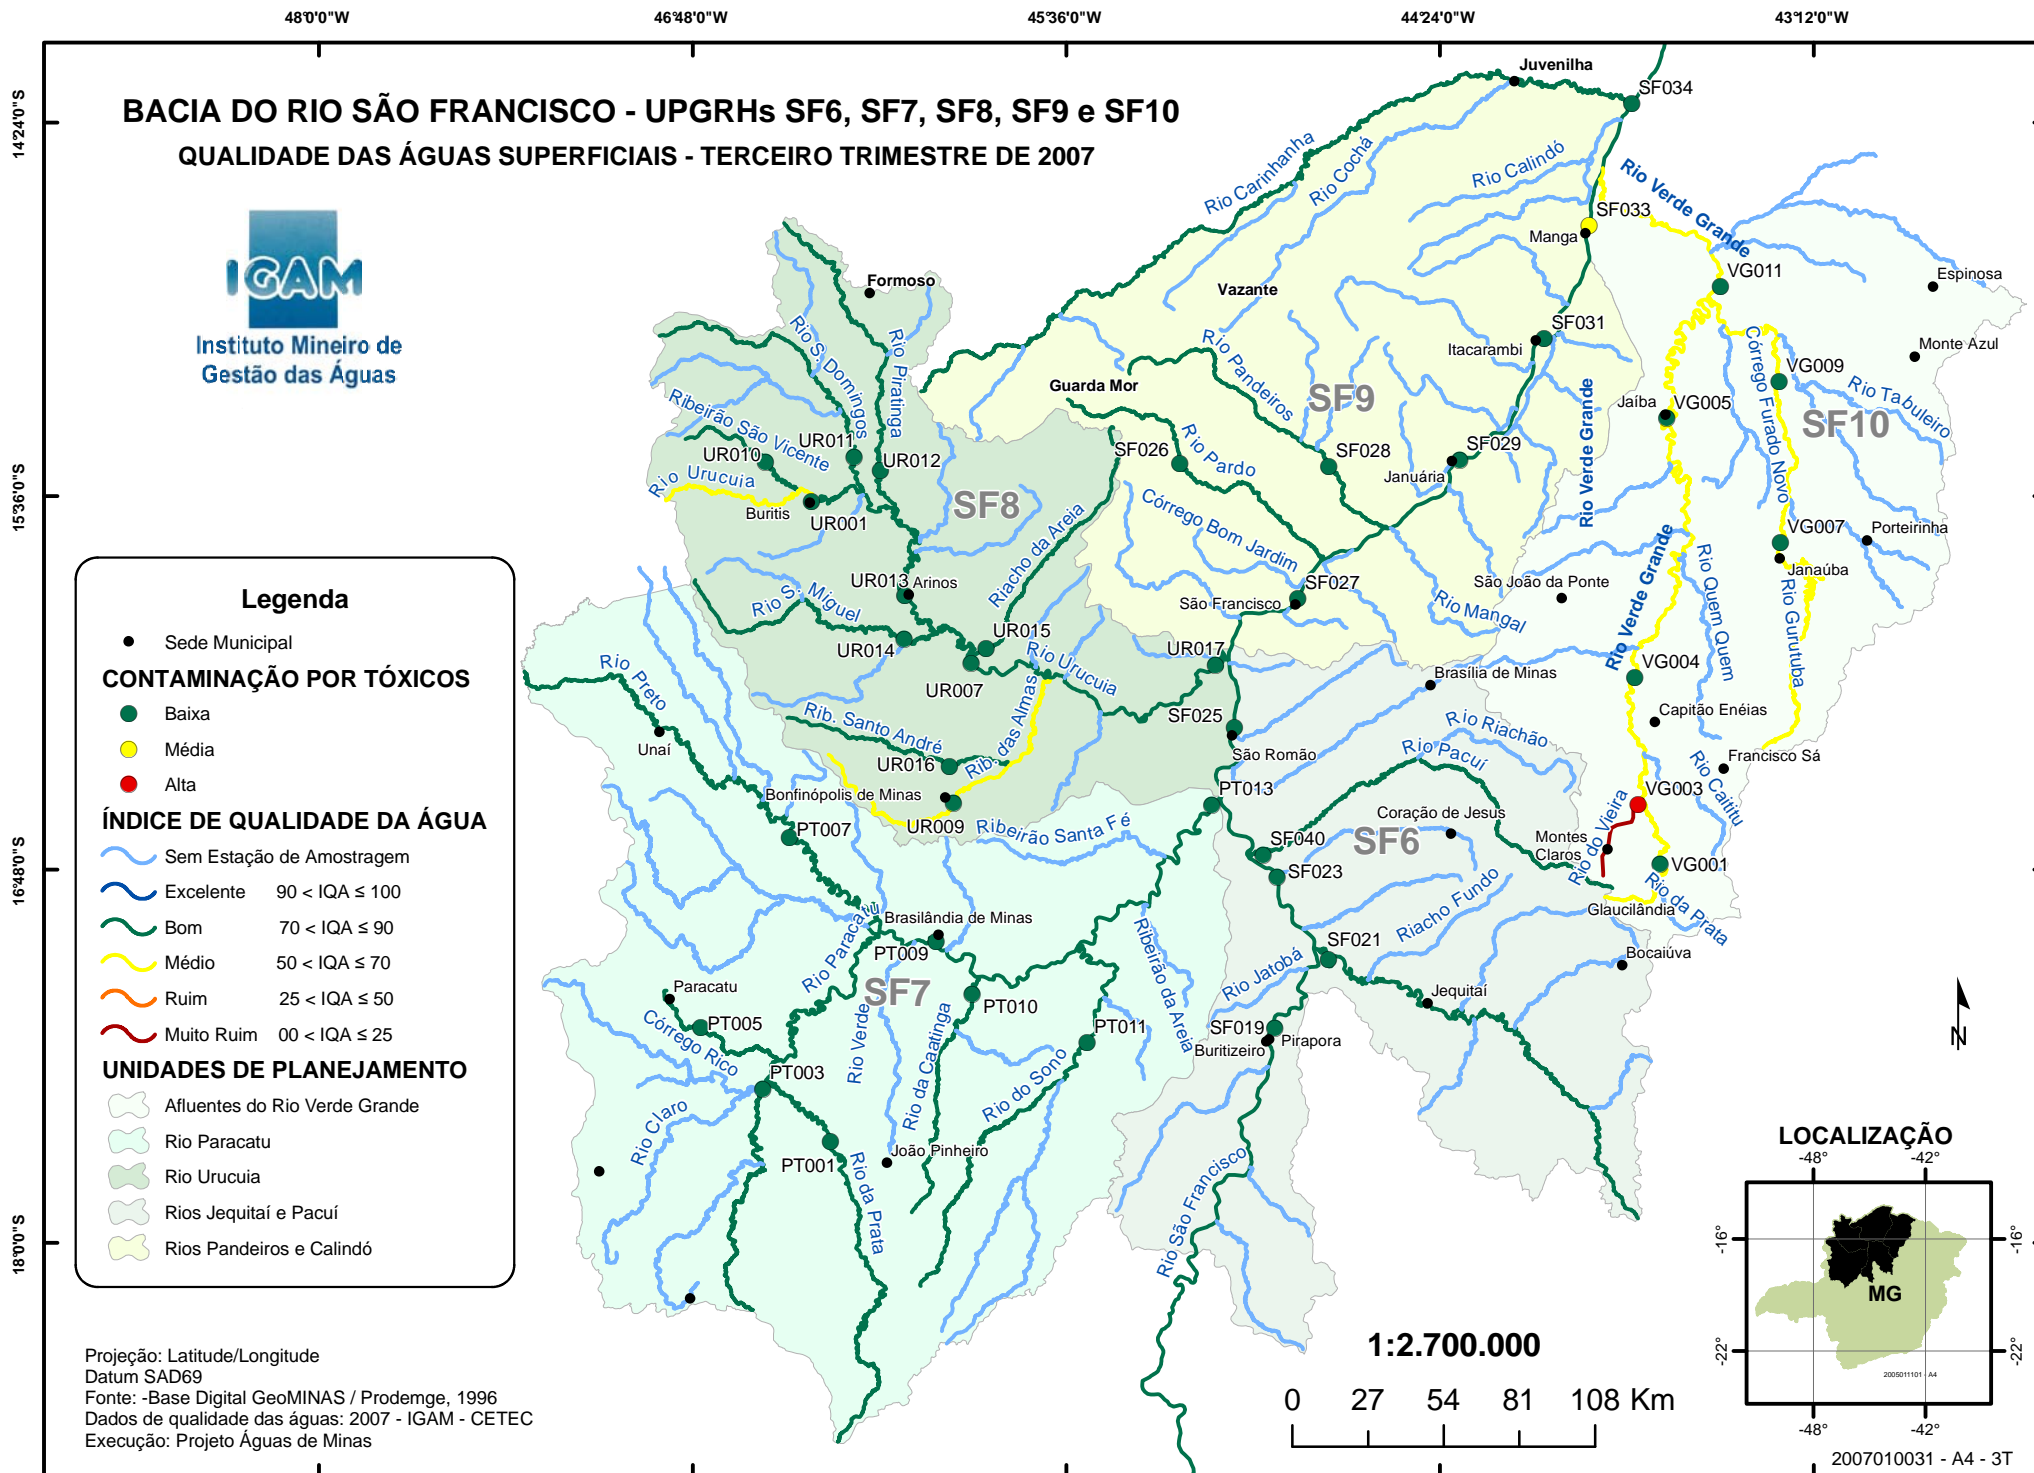 48°0'0"W
46°48'0"W
45°36'0"W
44°24'0"W
43°12'0"W
14°24'0"S
15°36'0"S
16°48'0"S
18°0'0"S
BACIA DO RIO SÃO FRANCISCO - UPGRHs SF6, SF7, SF8, SF9 e SF10
QUALIDADE DAS ÁGUAS SUPERFICIAIS - TERCEIRO TRIMESTRE DE 2007
IGAM
Instituto Mineiro de
Gestão das Águas
Juvenilha
SF034
Rio Carinhanha
Rio Cochá
Rio Calindó
Rio Verde Grande
SF033
Manga
VG011
Espinosa
Formoso
Vazante
SF031
Itacarambi
Monte Azul
Rio S. Domingos
Rio Piratinga
Rio Pandeiros
Guarda Mor
SF9
Rio Verde Grande
Jaíba
VG005
Córrego Furado Novo
VG009
Rio Tabuleiro
SF10
Ribeirão São Vicente
UR010
UR011
UR012
Rio Urucuia
Buritis
UR001
SF8
SF026
Rio Pardo
SF028
SF029
Januária
Córrego Bom Jardim
Riacho da Areia
VG007
Porteirinha
Janaúba
UR013
Arinos
Rio S. Miguel
UR014
UR015
UR007
Rio Urucuia
UR017
SF027
São Francisco
São João da Ponte
Rio Mangal
Rio Verde Grande
Rio Quem Quem
Rio Gurutuba
VG004
Brasília de Minas
Capitão Enéias
Rio Preto
Unaí
Rib. Santo André
UR016
Rib. das Almas
Bonfinópolis de Minas
UR009
SF025
São Romão
Rio Riachão
Rio Pacuí
Francisco Sá
Rio Caititu
VG003
PT013
Coração de Jesus
SF6
Rio do Vieira
Montes
Claros
VG001
PT007
Ribeirão Santa Fé
SF040
SF023
Riacho Fundo
Rio da Prata
Glaucilândia
Bocaiúva
Brasilândia de Minas
PT009
Rio Paracatu
Ribeirão da Areia
SF021
Rio Jatobá
Jequitaí
SF7
PT010
Paracatu
PT005
Córrego Rico
Rio Verde
Rio da Caatinga
PT011
Rio do Sono
SF019
Pirapora
Buritizeiro
PT003
Rio Claro
PT001
João Pinheiro
Rio da Prata
Rio São Francisco
Legenda
Sede Municipal
CONTAMINAÇÃO POR TÓXICOS
Baixa
Média
Alta
ÍNDICE DE QUALIDADE DA ÁGUA
Sem Estação de Amostragem
Excelente 90 < IQA ≤ 100
Bom 70 < IQA ≤ 90
Médio 50 < IQA ≤ 70
Ruim 25 < IQA ≤ 50
Muito Ruim 00 < IQA ≤ 25
UNIDADES DE PLANEJAMENTO
Afluentes do Rio Verde Grande
Rio Paracatu
Rio Urucuia
Rios Jequitaí e Pacuí
Rios Pandeiros e Calindó
Projeção: Latitude/Longitude
Datum SAD69
Fonte: -Base Digital GeoMINAS / Prodemge, 1996
Dados de qualidade das águas: 2007 - IGAM - CETEC
Execução: Projeto Águas de Minas
1:2.700.000
0 27 54 81 108 Km
N
LOCALIZAÇÃO
-48° -42°
-16° -16°
MG
-22° -22°
2005011101 - A4
-48° -42°
2007010031 - A4 - 3T